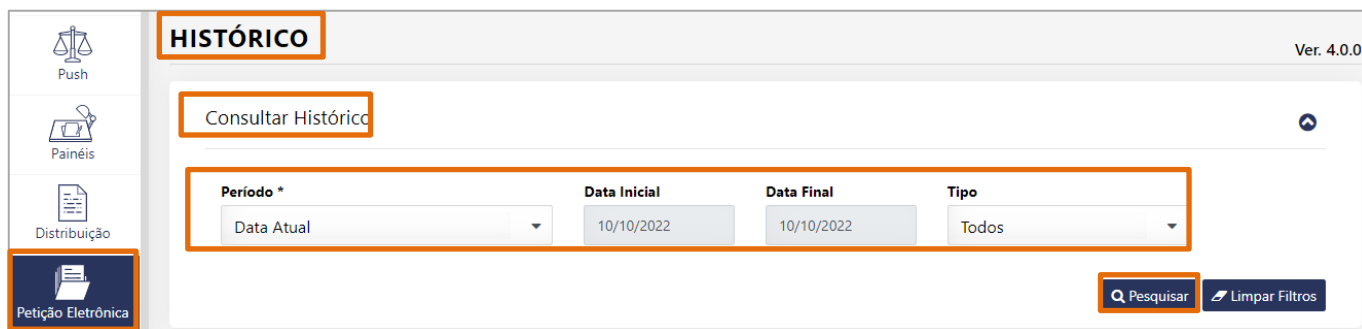 Push
Painéis
Distribuição
Petição Eletrônica
HISTÓRICO
Ver. 4.0.0
Consultar Histórico
Período * Data Inicial Data Final Tipo
Data Atual 10/10/2022 10/10/2022 Todos
Pesquisar Limpar Filtros